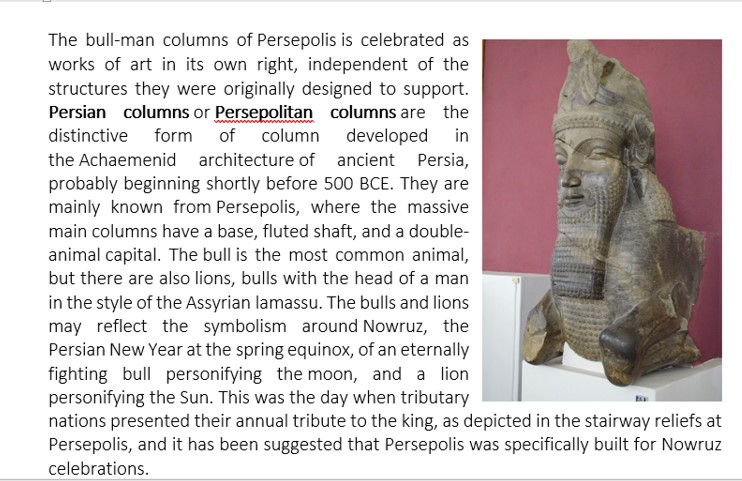 The bull-man columns of Persepolis is celebrated as
works of art in its own right, independent of the
structures they were originally designed to support.
Persian columns or Persepolitan columns are the
distinctive form of column developed in
the Achaemenid architecture of ancient Persia,
probably beginning shortly before 500 BCE. They are
mainly known from Persepolis, where the massive
main columns have a base, fluted shaft, and a double-
animal capital. The bull is the most common animal,
but there are also lions, bulls with the head of a man
in the style of the Assyrian lamassu. The bulls and lions
may reflect the symbolism around Nowruz, the
Persian New Year at the spring equinox, of an eternally
fighting bull personifying the moon, and a lion
personifying the Sun. This was the day when tributary
nations presented their annual tribute to the king, as depicted in the stairway reliefs at
Persepolis, and it has been suggested that Persepolis was specifically built for Nowruz
celebrations.